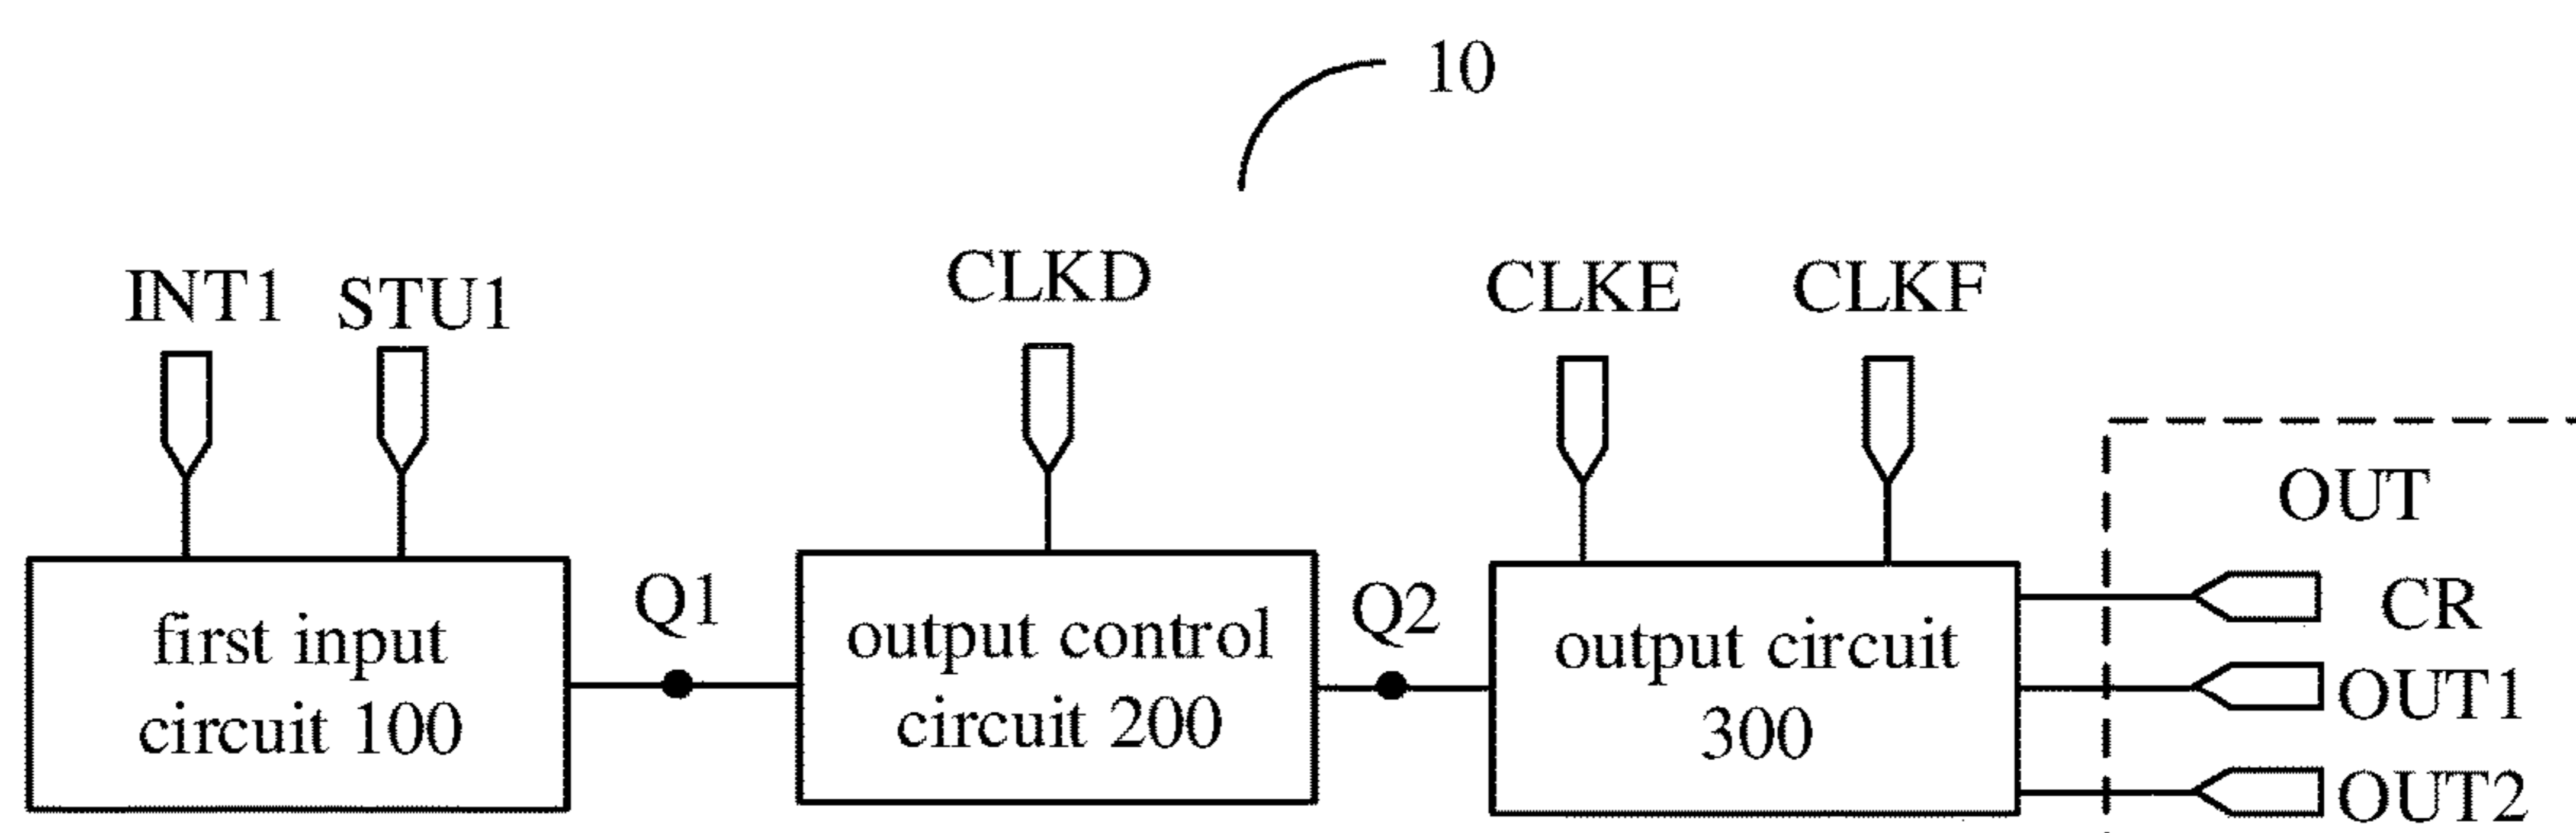 10
INT1
STU1
CLKD
CLKE
CLKF
OUT
first input
circuit 100
Q1
output control
circuit 200
Q2
output circuit
300
CR
OUT1
OUT2